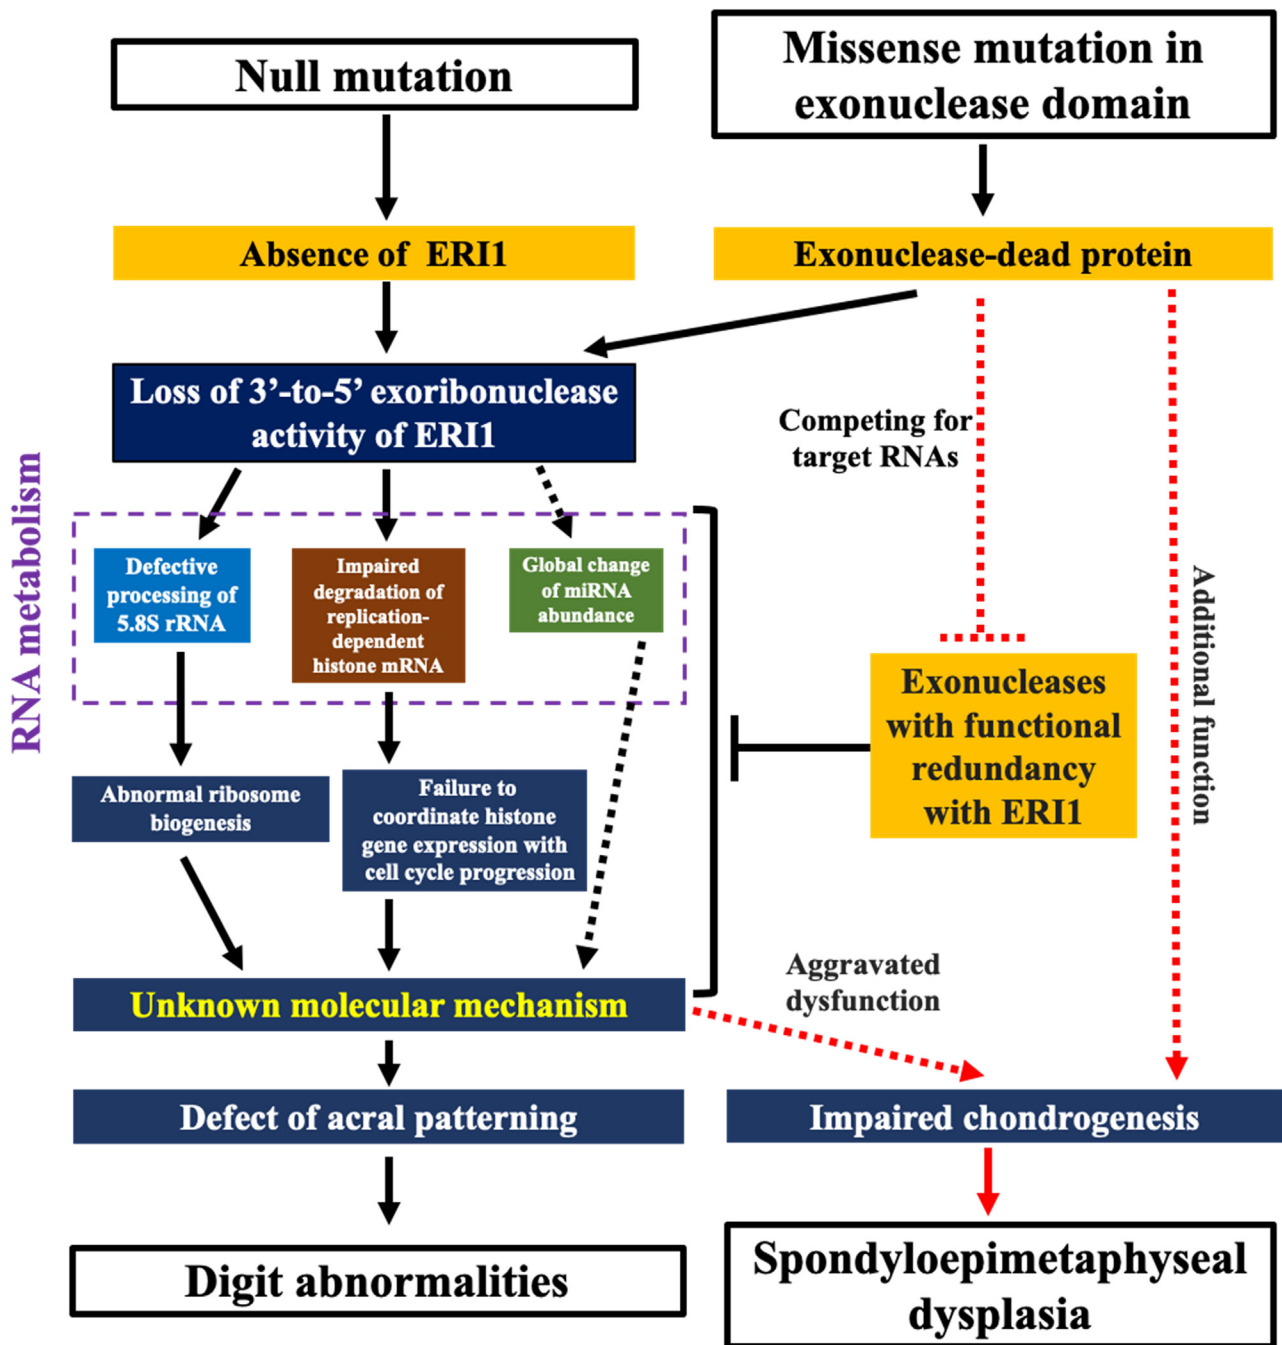 Null mutation
Missense mutation in
exonuclease domain
Absence of ERI1
Exonuclease-dead protein
Loss of 3’-to-5’ exoribonuclease
activity of ERI1
Competing for
target RNAs
RNA metabolism
Defective
processing of
5.8S rRNA
Impaired
degradation of
replication-
dependent
histone mRNA
Global change
of miRNA
abundance
Additional function
Exonucleases
with functional
redundancy
with ERI1
Abnormal ribosome
biogenesis
Failure to
coordinate histone
gene expression with
cell cycle progression
Unknown molecular mechanism
Aggravated
dysfunction
Defect of acral patterning
Impaired chondrogenesis
Digit abnormalities
Spondyloepimetaphyseal
dysplasia